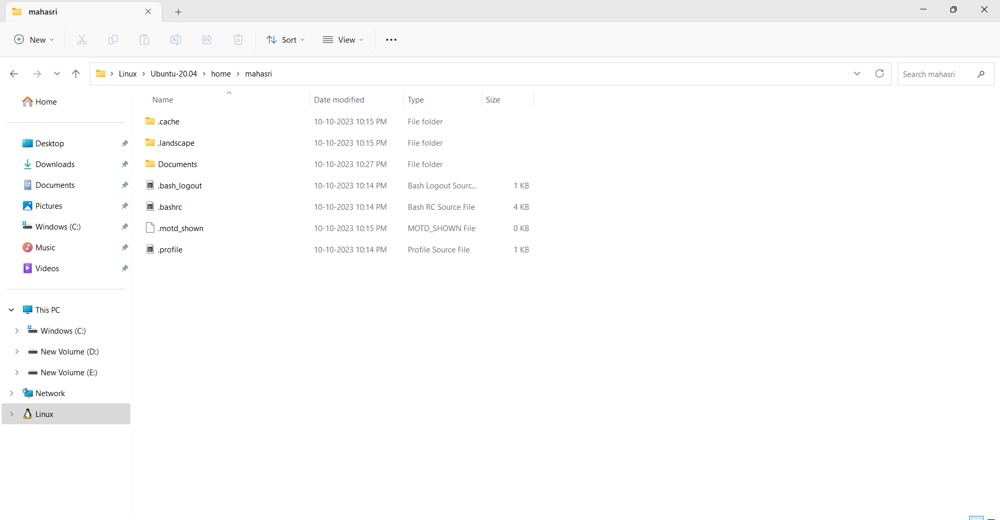 mahasri
New
Sort
View
Linux > Ubuntu-20.04 > home > mahasri
Search mahasri
Home
Desktop
Downloads
Documents
Pictures
Windows (C:)
Music
Videos
This PC
Windows (C:)
New Volume (D:)
New Volume (E:)
Network
Linux
Name Date modified Type Size
.cache 10-10-2023 10:15 PM File folder
.landscape 10-10-2023 10:15 PM File folder
Documents 10-10-2023 10:27 PM File folder
.bash_logout 10-10-2023 10:14 PM Bash Logout Sourc... 1 KB
.bashrc 10-10-2023 10:14 PM Bash RC Source File 4 KB
.motd_shown 10-10-2023 10:15 PM MOTD_SHOWN File 0 KB
.profile 10-10-2023 10:14 PM Profile Source File 1 KB